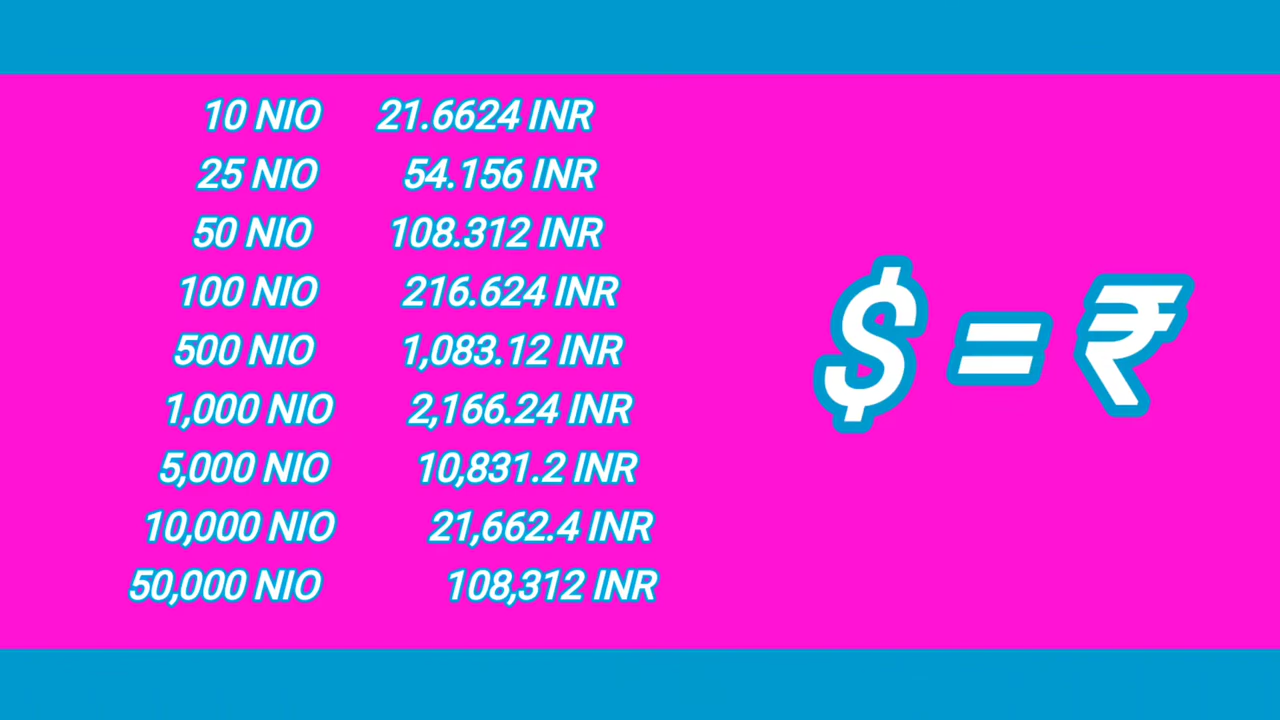 10 NIO 21.6624 INR
25 NIO 54.156 INR
50 NIO 108.312 INR
100 NIO 216.624 INR
500 NIO 1,083.12 INR
1,000 NIO 2,166.24 INR
5,000 NIO 10,831.2 INR
10,000 NIO 21,662.4 INR
50,000 NIO 108,312 INR
$ = ₹